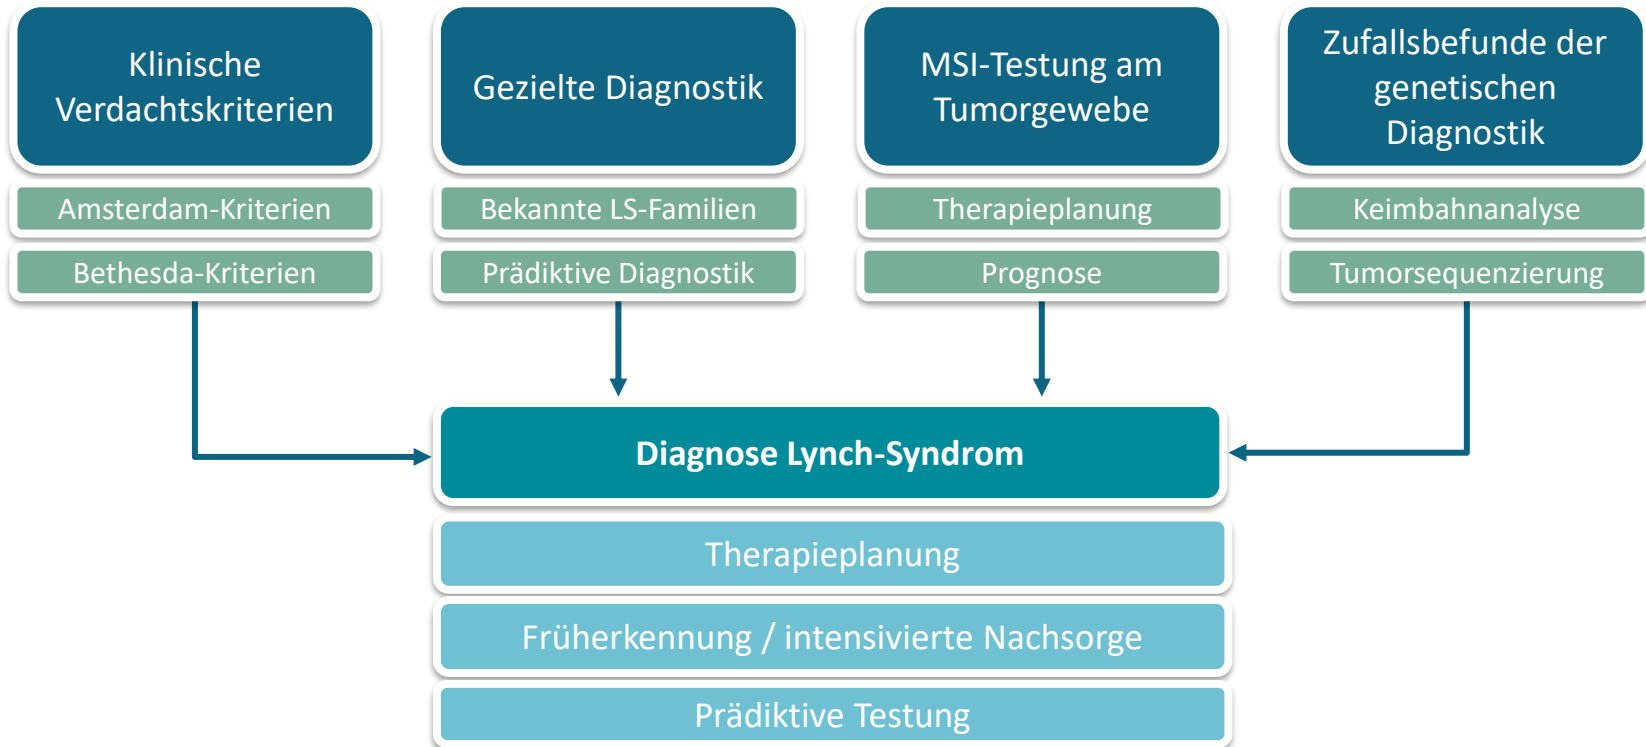 Klinische
Verdachtskriterien
Amsterdam-Kriterien
Bethesda-Kriterien
Gezielte Diagnostik
Bekannte LS-Familien
Prädiktive Diagnostik
MSI-Testung am
Tumorgewebe
Therapieplanung
Prognose
Zufallsbefunde der
genetischen
Diagnostik
Keimbahnanalyse
Tumorsequenzierung
Diagnose Lynch-Syndrom
Therapieplanung
Früherkennung / intensivierte Nachsorge
Prädiktive Testung